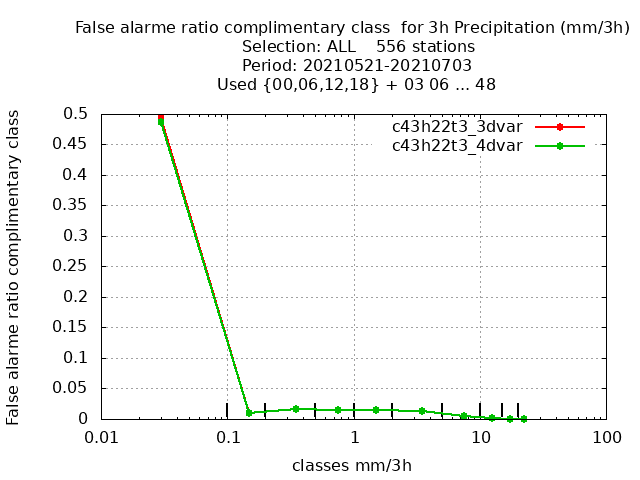 False alarme ratio complimentary class  for 3h Precipitation (mm/3h)
Selection: ALL    556 stations
Period: 20210521-20210703
Used {00,06,12,18} + 03 06 ... 48
False alarme ratio complimentary class
0.5
0.45
0.4
0.35
0.3
0.25
0.2
0.15
0.1
0.05
0
c43h22t3_3dvar
c43h22t3_4dvar
0.01 0.1 1 10 100
classes mm/3h